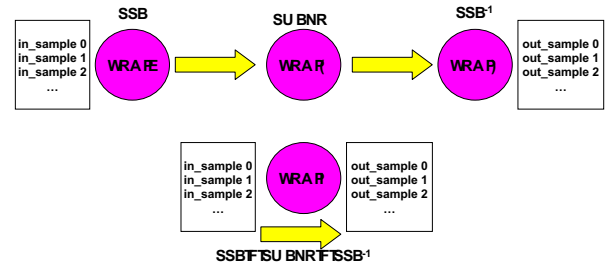 SSB SU BNR SSB-1
in_sample 0
in_sample 1
in_sample 2
...
WRAPE
WRAP(
WRAP)
out_sample 0
out_sample 1
out_sample 2
...
in_sample 0
in_sample 1
in_sample 2
...
WRAP
out_sample 0
out_sample 1
out_sample 2
...